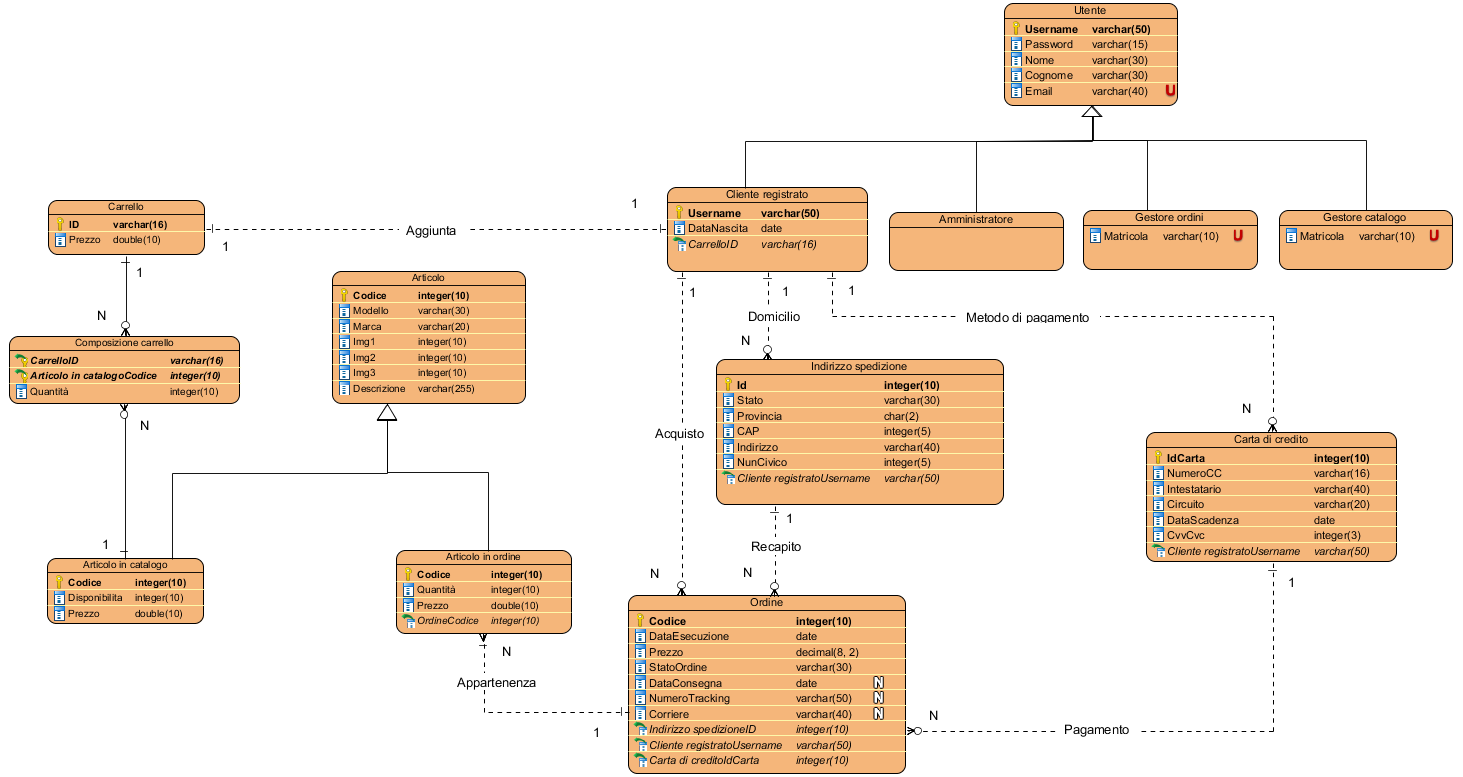 Utente
Username varchar(50)
Password varchar(15)
Nome varchar(30)
Cognome varchar(30)
Email varchar(40) U
Cliente registrato
Username varchar(50)
DataNascita date
CarrelloID varchar(16)
Amministratore
Gestore ordini
Matricola varchar(10) U
Gestore catalogo
Matricola varchar(10) U
Carrello
ID varchar(16)
Prezzo double(10)
1
Aggiunta
1
Articolo
Codice integer(10)
Modello varchar(30)
Marca varchar(20)
Img1 integer(10)
Img2 integer(10)
Img3 integer(10)
Descrizione varchar(255)
1
N
Composizione carrello
CarrelloID varchar(16)
Articolo in catalogoCodice integer(10)
Quantità integer(10)
N
1
Articolo in catalogo
Codice integer(10)
Disponibilita integer(10)
Prezzo double(10)
Articolo in ordine
Codice integer(10)
Quantità integer(10)
Prezzo double(10)
OrdineCodice integer(10)
N
Appartenenza
1
1
Acquisto
N
1
Domicilio
N
1
Metodo di pagamento
N
Indirizzo spedizione
Id integer(10)
Stato varchar(30)
Provincia char(2)
CAP integer(5)
Indirizzo varchar(40)
NunCivico integer(5)
Cliente registratoUsername varchar(50)
1
Recapito
N
Carta di credito
IdCarta integer(10)
NumeroCC varchar(16)
Intestatario varchar(40)
Circuito varchar(20)
DataScadenza date
CvvCvc integer(3)
Cliente registratoUsername varchar(50)
1
Pagamento
N
Ordine
Codice integer(10)
DataEsecuzione date
Prezzo decimal(8, 2)
StatoOrdine varchar(30)
DataConsegna date N
NumeroTracking varchar(50) N
Corriere varchar(40) N
Indirizzo spedizioneID integer(10)
Cliente registratoUsername varchar(50)
Carta di creditoIdCarta integer(10)